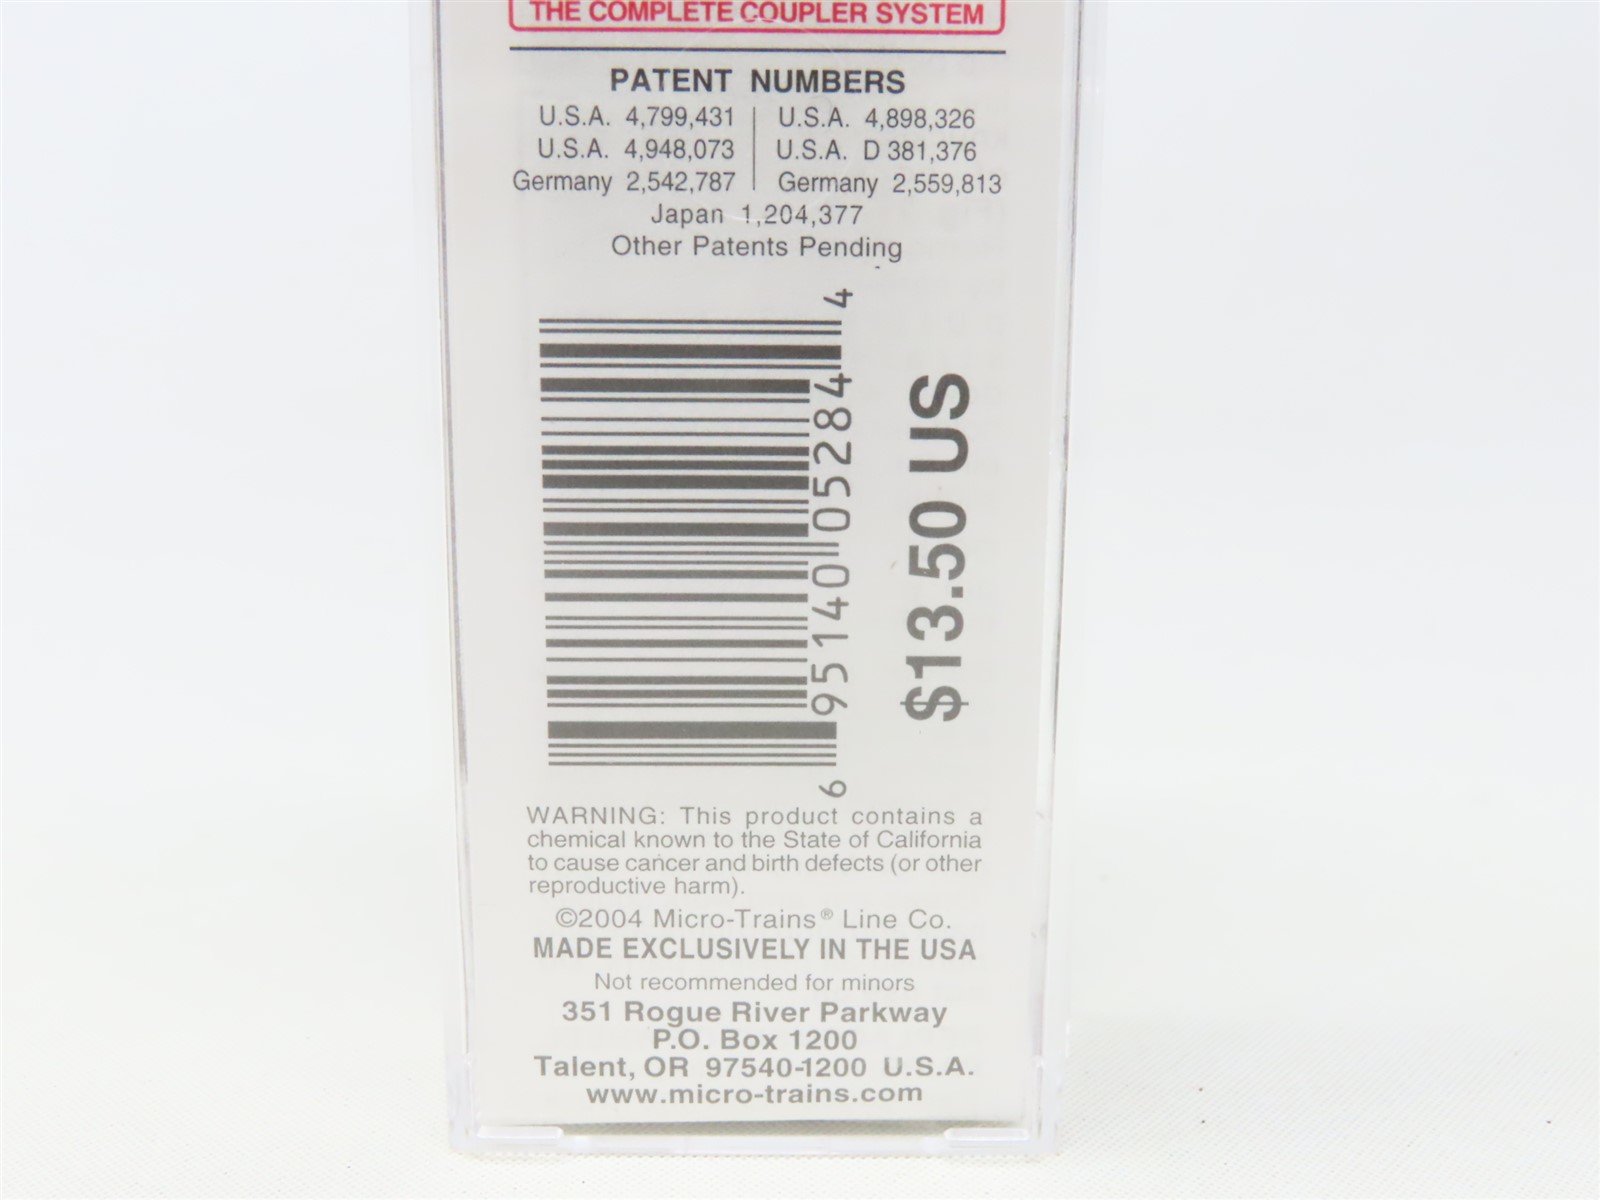 THE COMPLETE COUPLER SYSTEM
PATENT NUMBERS
U.S.A. 4,799,431 U.S.A. 4,898,326
U.S.A. 4,948,073 U.S.A. D 381,376
Germany 2,542,787 Germany 2,559,813
Japan 1,204,377
Other Patents Pending
6 95140 05284 4
$13.50 US
WARNING: This product contains a
chemical known to the State of California
to cause cancer and birth defects (or other
reproductive harm).
©2004 Micro-Trains® Line Co.
MADE EXCLUSIVELY IN THE USA
Not recommended for minors
351 Rogue River Parkway
P.O. Box 1200
Talent, OR 97540-1200 U.S.A.
www.micro-trains.com